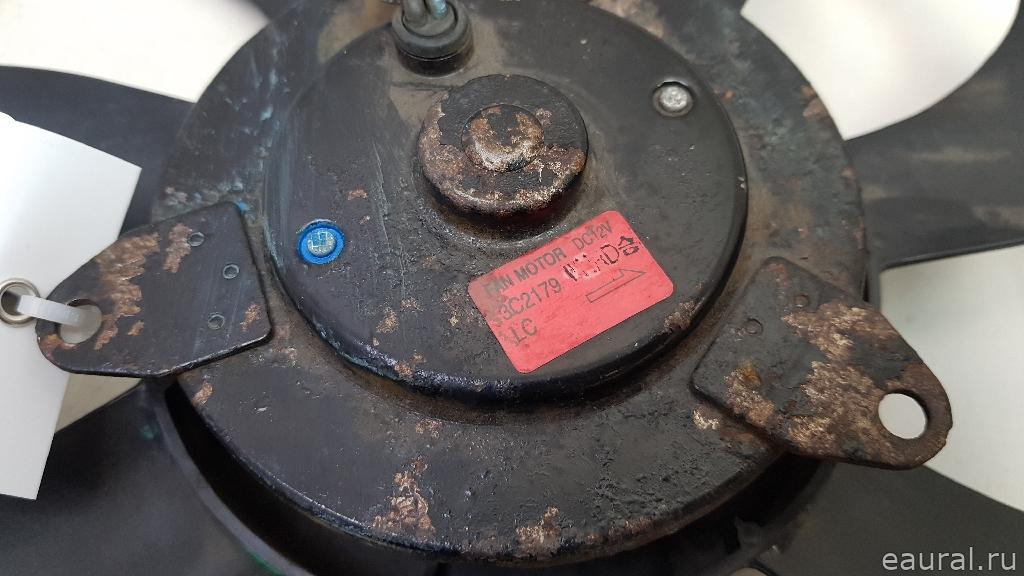 FAN MOTOR DC12V
3C2179
LC
eaural.ru